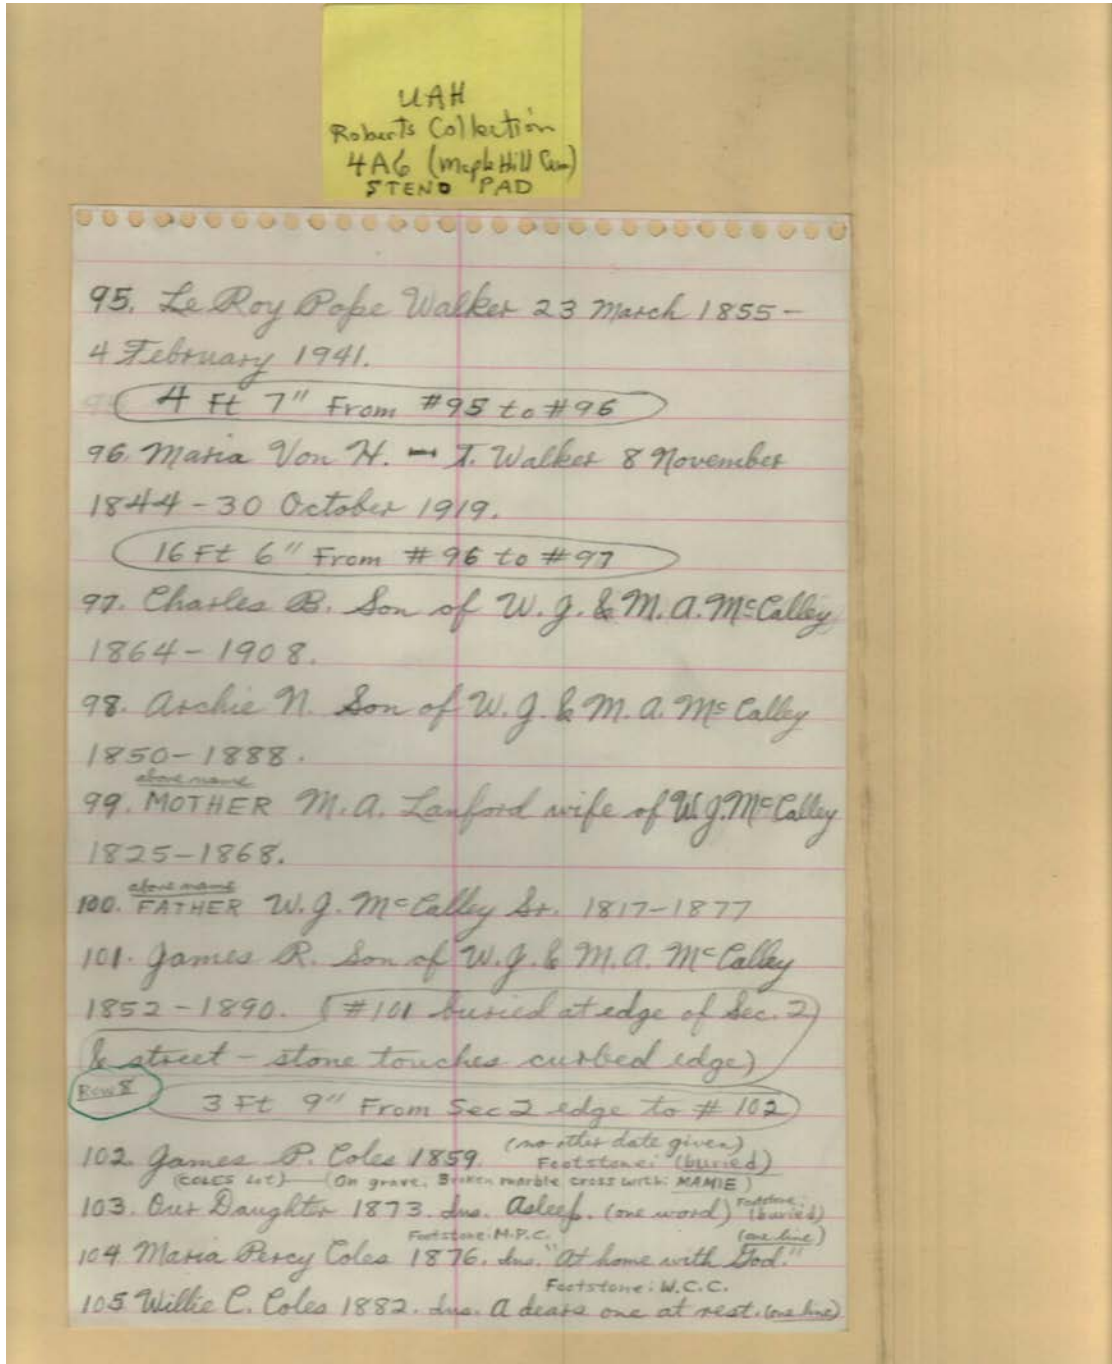 UAH
Roberts Collection
4A6 (Maple Hill Cem)
STENO PAD
95. Le Roy Pope Walker 23 March 1855 -
4 February 1941.
4 Ft 7" From #95 to #96
96. Maria Von H. - T. Walker 8 November
1844 - 30 October 1919.
16 Ft 6" From #96 to #97
97. Charles B. Son of W. J. & M. A. McCalley
1864 - 1908.
98. Archie N. Son of W. J. & M. A. McCalley
1850 - 1888.
above name
99. MOTHER M. A. Lanford wife of W. J. McCalley
1825 - 1868.
above name
100. FATHER W. J. McCalley Sr. 1817 - 1877
101. James R. Son of W. J. & M. A. McCalley
1852 - 1890. (#101 buried at edge of Sec. 2
& street - stone touches curbed edge)
Row 8
3 Ft 9" From Sec 2 edge to #102
(no other date given)
102. James P. Coles 1859. Footstone: (buried)
(COLES Lot) (On grave, Broken marble cross with: MAMIE)
103. Our Daughter 1873. Ins. Asleep. (one word) Footstone: (buried)
Footstone: M.P.C. (one line)
104 Maria Percy Coles 1876. Ins. "At home with God."
Footstone: W.C.C.
105 Willie C. Coles 1882. Ins. A dears one at rest. (one line)